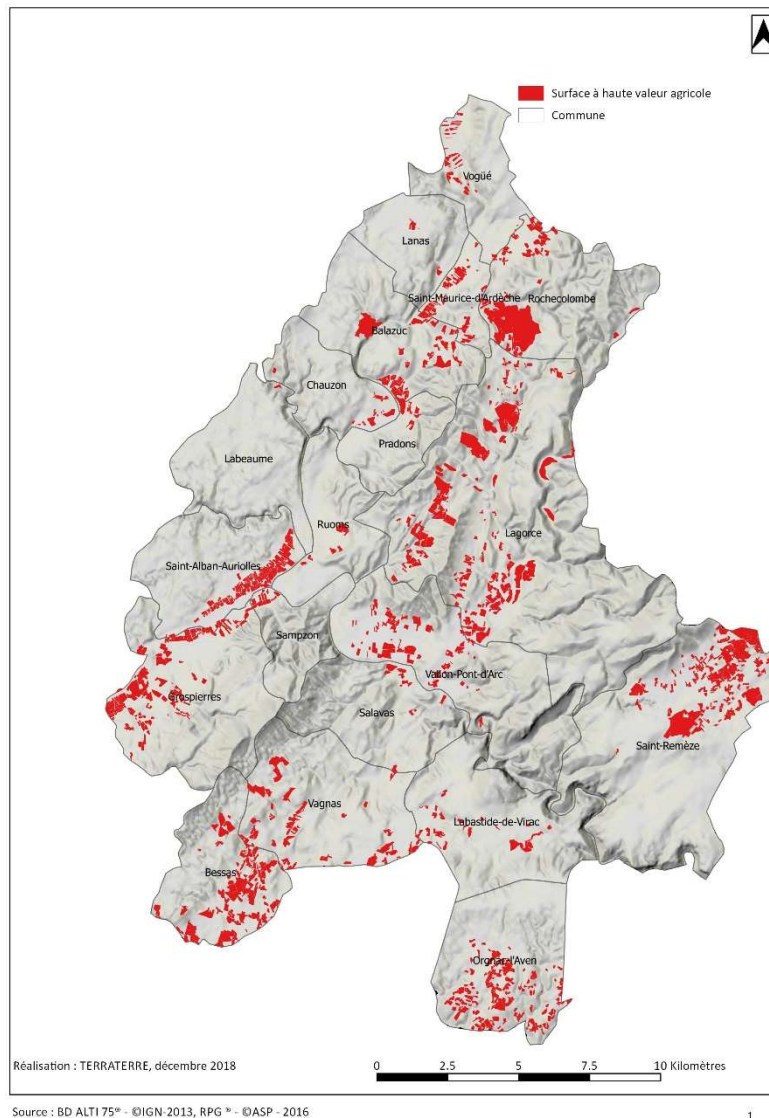 Surface à haute valeur agricole
Commune
Vogüé
Lanas
Saint-Maurice-d'Ardèche
Rochecolombe
Balazuc
Chauzon
Pradons
Labeaume
Ruoms
Lagorce
Saint-Alban-Auriolles
Sampzon
Vallon-Pont-d'Arc
Grospierres
Salavas
Saint-Remèze
Vagnas
Labastide-de-Virac
Bessas
Orgnac-l'Aven
Réalisation : TERRATERRE, décembre 2018
0 2.5 5 7.5 10 Kilomètres
Source : BD ALTI 75® - ©IGN-2013, RPG ® - ©ASP - 2016
1